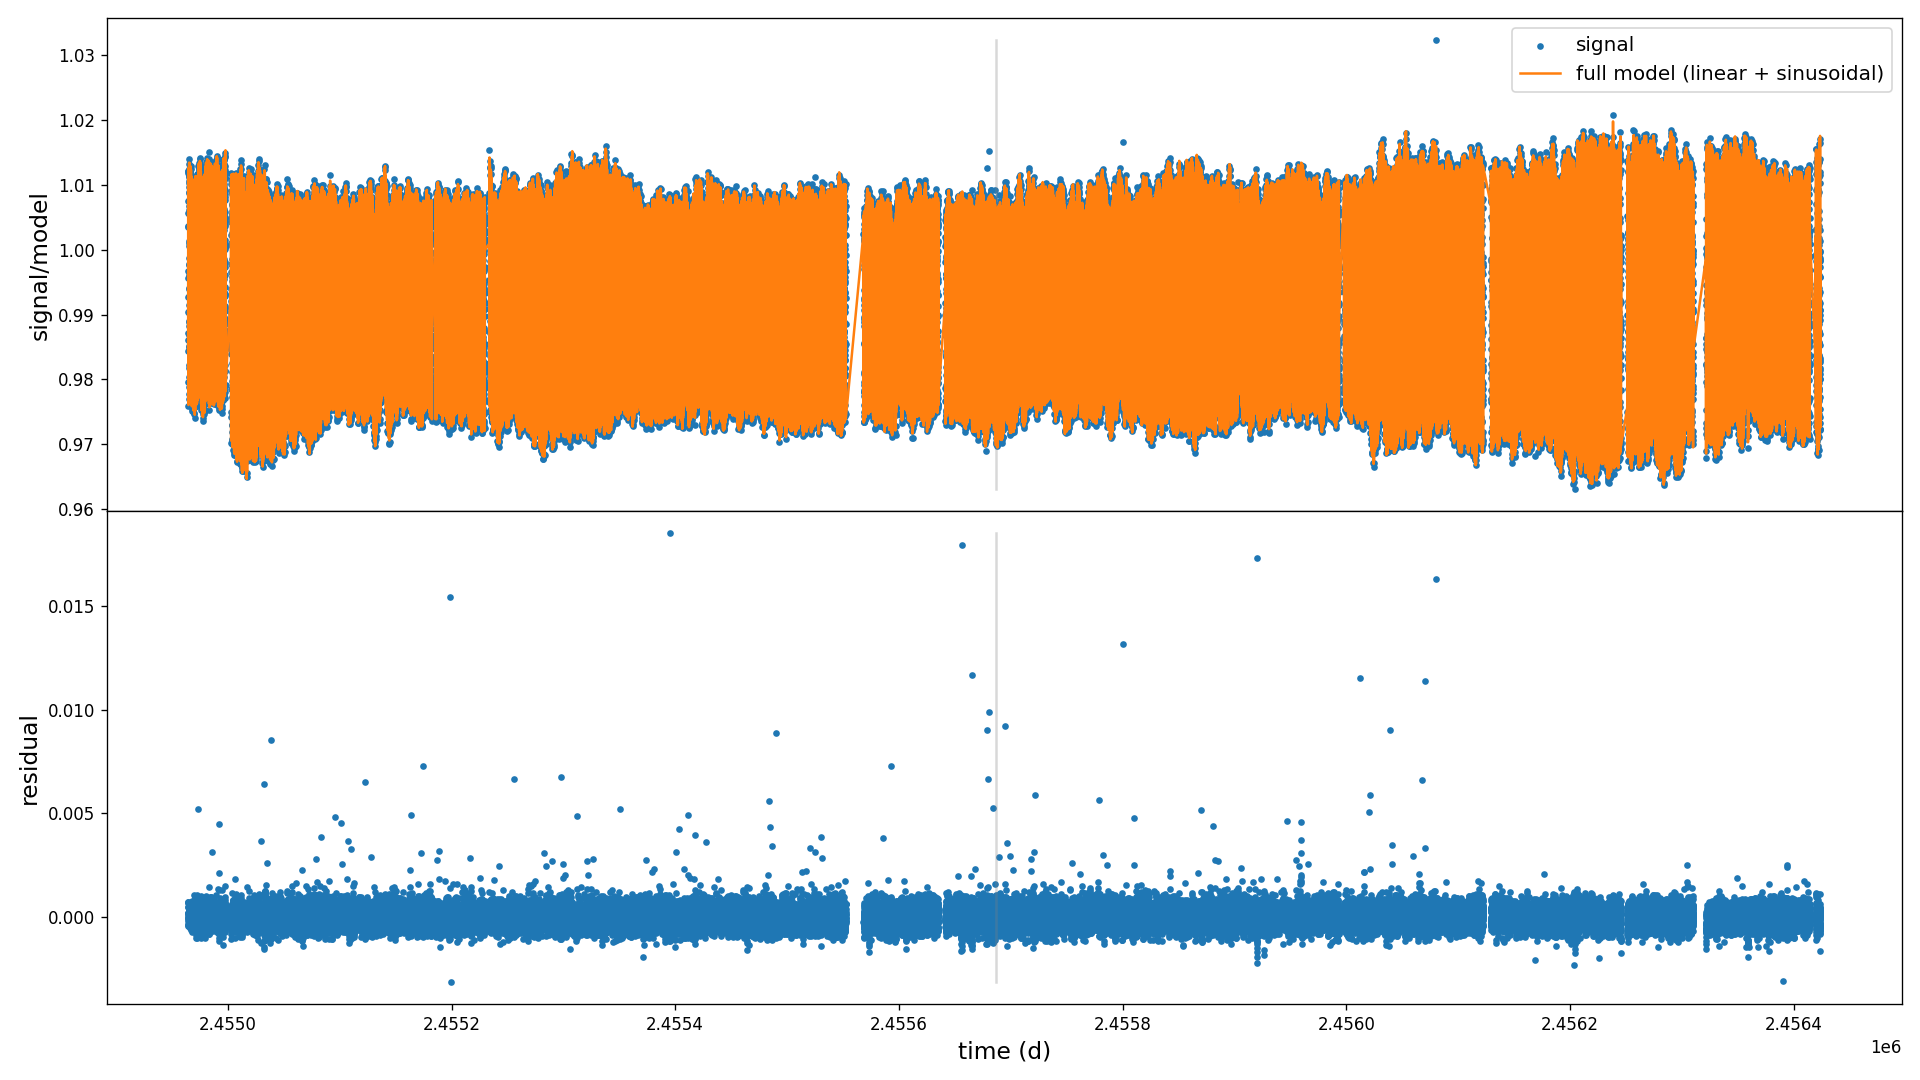 signal/model
1.03
1.02
1.01
1.00
0.99
0.98
0.97
0.96
signal
full model (linear + sinusoidal)
residual
0.015
0.010
0.005
0.000
2.4550 2.4552 2.4554 2.4556 2.4558 2.4560 2.4562 2.4564
1e6
time (d)